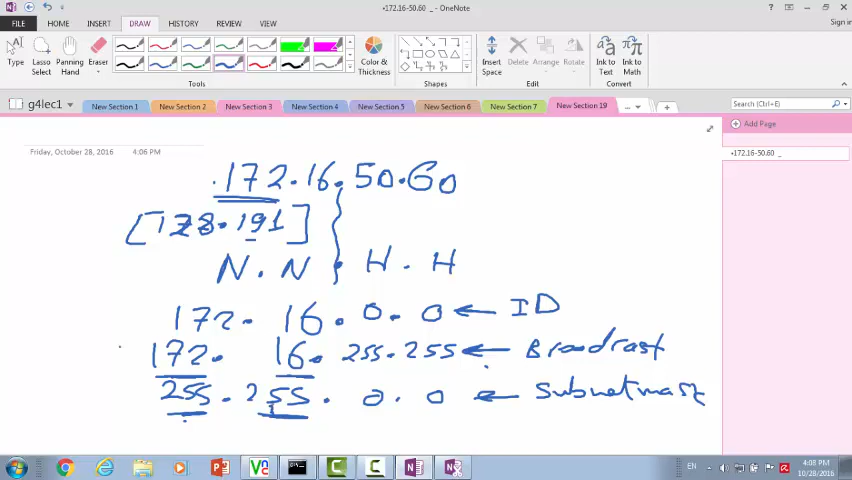 •172.16-50.60 _ - OneNote
FILE HOME INSERT DRAW HISTORY REVIEW VIEW
Sign in
Type Lasso Select Panning Hand Eraser Color & Thickness Insert Space Delete Arrange Rotate Ink to Text Ink to Math
Tools Shapes Edit Convert
g4lec1 New Section 1 New Section 2 New Section 3 New Section 4 New Section 5 New Section 6 New Section 7 New Section 19 ... + Search (Ctrl+E)
Add Page
Friday, October 28, 2016 4:06 PM
•172.16-50.60 _
.172.16.50.60
[128.191]
N.N.H.H
172.16.0.0 ← ID
172.16.255.255 ← Broadcast
255.255.0.0 ← Subnetmask
EN 4:08 PM
10/28/2016